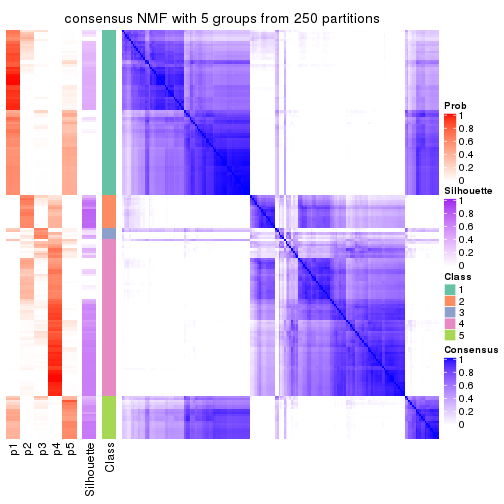 consensus NMF with 5 groups from 250 partitions
Prob
1
0.8
0.6
0.4
0.2
0
Silhouette
1
0.8
0.6
0.4
0.2
0
Class
1
2
3
4
5
Consensus
1
0.8
0.6
0.4
0.2
0
p1
p2
p3
p4
p5
Silhouette
Class